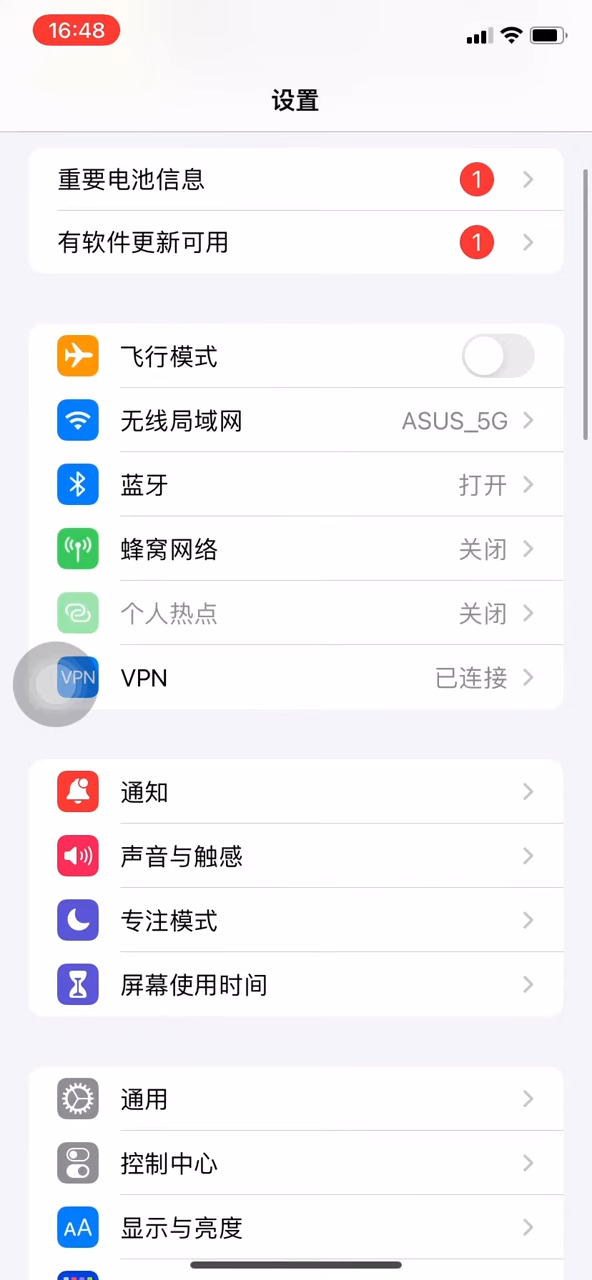 16:48
设置
重要电池信息 1
有软件更新可用 1
飞行模式
无线局域网 ASUS_5G
蓝牙 打开
蜂窝网络 关闭
个人热点 关闭
VPN VPN 已连接
通知
声音与触感
专注模式
屏幕使用时间
通用
控制中心
AA 显示与亮度